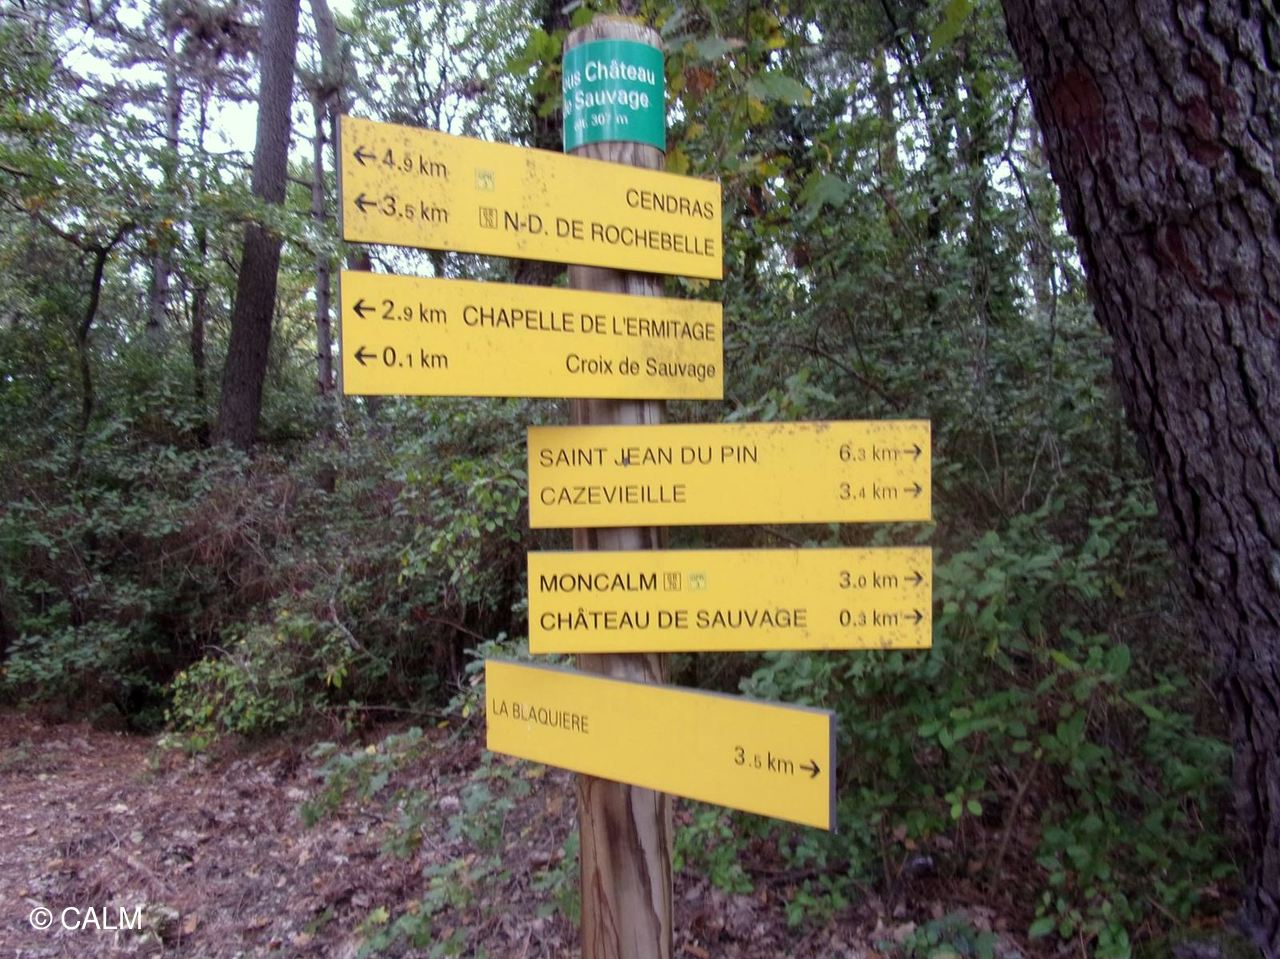 Château
Sauvage
alt. 307 m
← 4.9 km CENDRAS
← 3.5 km N-D. DE ROCHEBELLE
← 2.9 km CHAPELLE DE L'ERMITAGE
← 0.1 km Croix de Sauvage
SAINT JEAN DU PIN 6.3 km →
CAZEVIEILLE 3.4 km →
MONCALM 3.0 km →
CHÂTEAU DE SAUVAGE 0.3 km →
LA BLAQUIERE
3.5 km →
© CALM